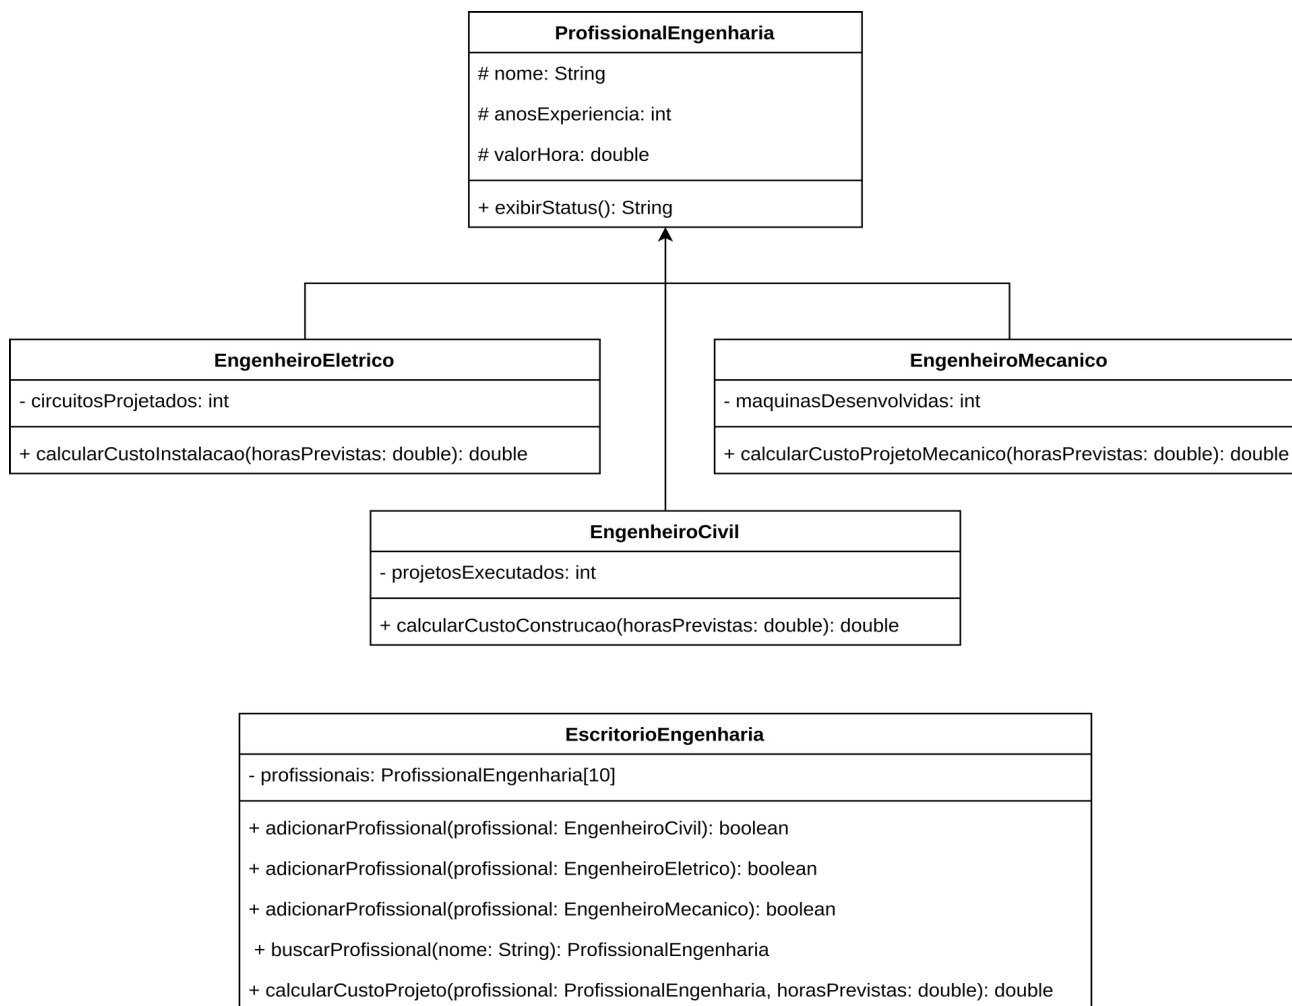 ProfissionalEngenharia
# nome: String
# anosExperiencia: int
# valorHora: double
+ exibirStatus(): String
EngenheiroEletrico
- circuitosProjetados: int
+ calcularCustoInstalacao(horasPrevistas: double): double
EngenheiroMecanico
- maquinasDesenvolvidas: int
+ calcularCustoProjetoMecanico(horasPrevistas: double): double
EngenheiroCivil
- projetosExecutados: int
+ calcularCustoConstrucao(horasPrevistas: double): double
EscritorioEngenharia
- profissionais: ProfissionalEngenharia[10]
+ adicionarProfissional(profissional: EngenheiroCivil): boolean
+ adicionarProfissional(profissional: EngenheiroEletrico): boolean
+ adicionarProfissional(profissional: EngenheiroMecanico): boolean
+ buscarProfissional(nome: String): ProfissionalEngenharia
+ calcularCustoProjeto(profissional: ProfissionalEngenharia, horasPrevistas: double): double